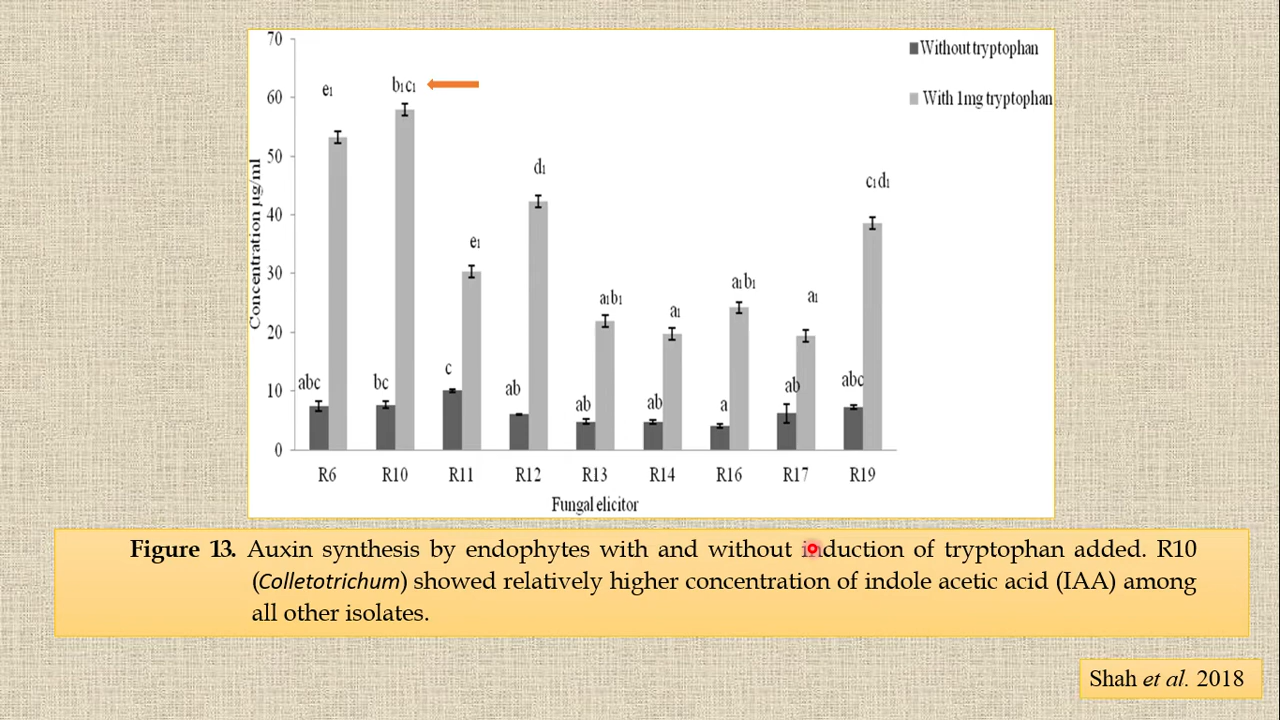 70
Without tryptophan
e₁
b₁c₁
With 1mg tryptophan
60
50
d₁
c₁d₁
40
e₁
30
a₁b₁
a₁b₁
a₁
a₁
20
abc
bc
c
ab
ab
ab
a
ab
abc
10
0
Concentration µg/ml
R6 R10 R11 R12 R13 R14 R16 R17 R19
Fungal elicitor
Figure 13. Auxin synthesis by endophytes with and without induction of tryptophan added. R10
(Colletotrichum) showed relatively higher concentration of indole acetic acid (IAA) among
all other isolates.
Shah et al. 2018